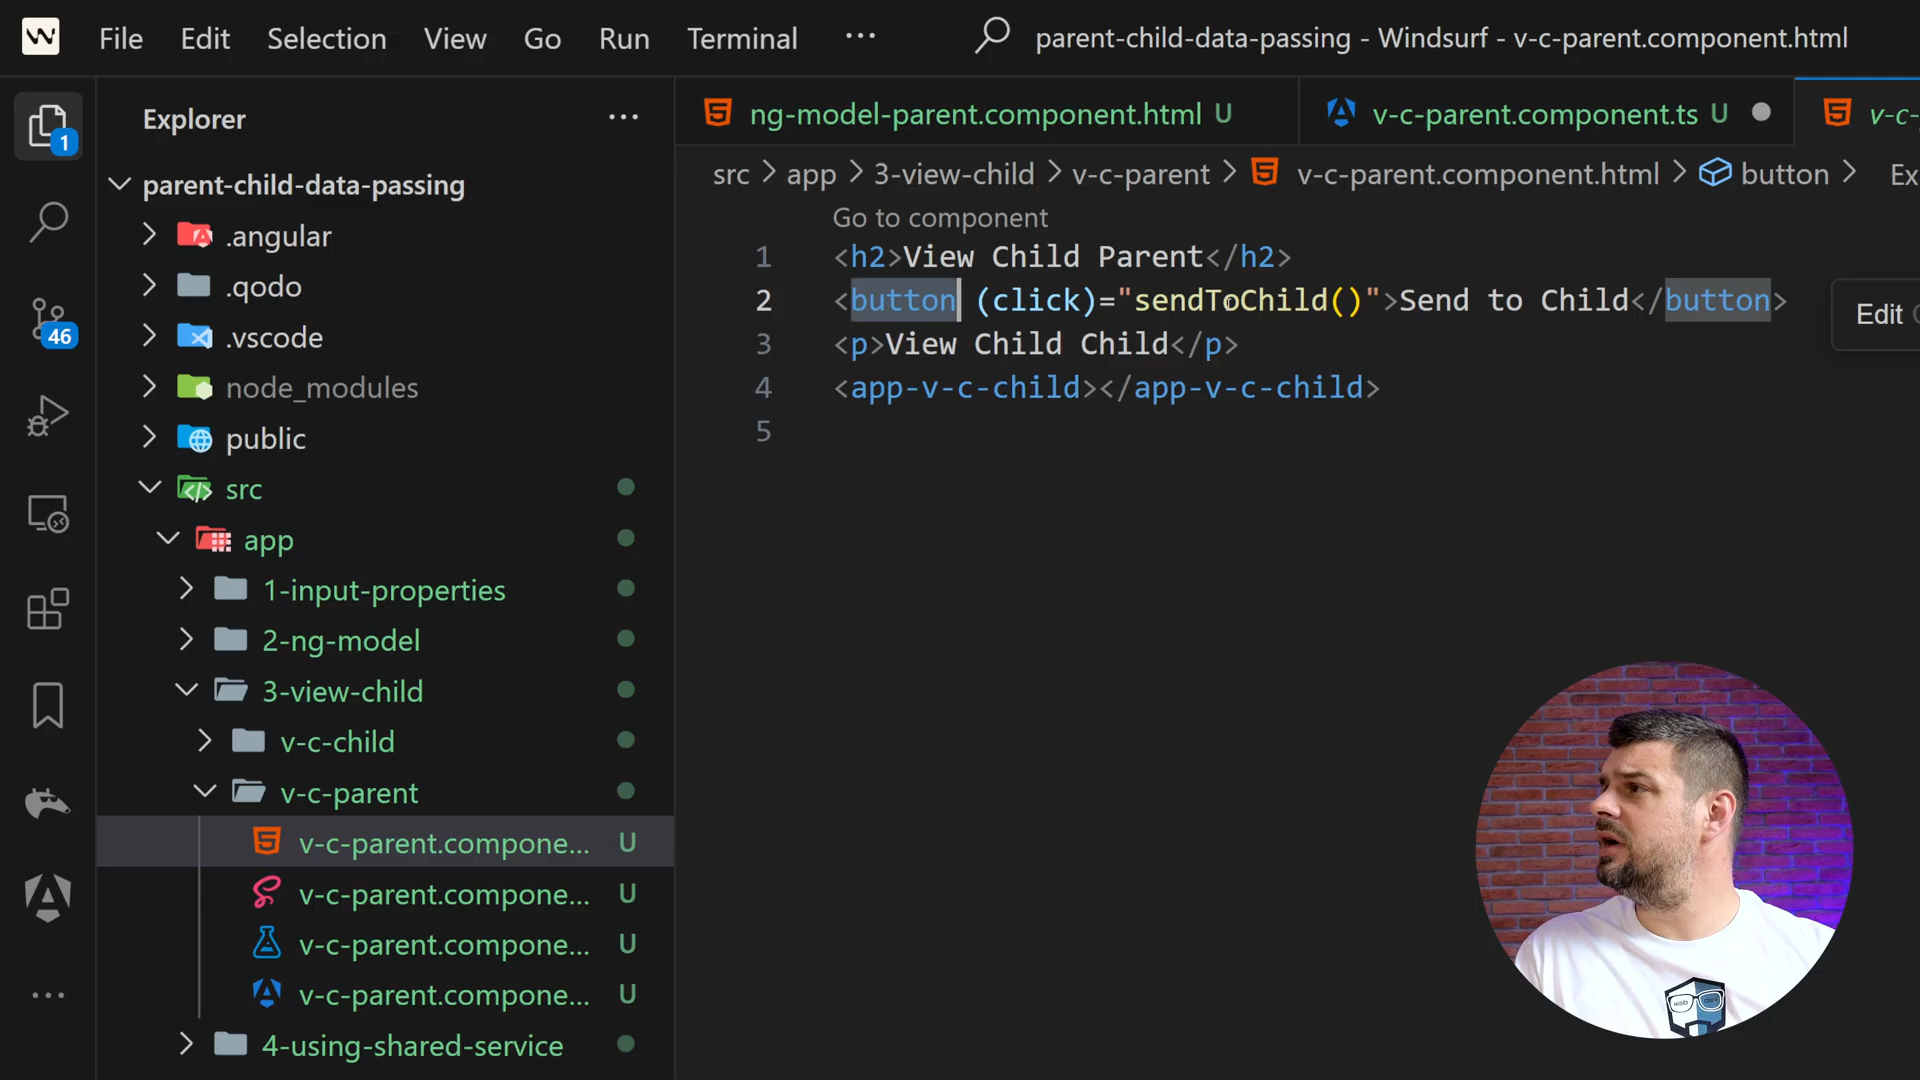 File Edit Selection View Go Run Terminal ··· parent-child-data-passing - Windsurf - v-c-parent.component.html
Explorer ···
1
46
parent-child-data-passing
.angular
.qodo
.vscode
node_modules
public
src
app
1-input-properties
2-ng-model
3-view-child
v-c-child
v-c-parent
v-c-parent.compone... U
v-c-parent.compone... U
v-c-parent.compone... U
v-c-parent.compone... U
4-using-shared-service
ng-model-parent.component.html U v-c-parent.component.ts U v-c-
src > app > 3-view-child > v-c-parent > v-c-parent.component.html > button > Ex
Go to component
1 <h2>View Child Parent</h2>
2 <button (click)="sendToChild()">Send to Child</button>
3 <p>View Child Child</p>
4 <app-v-c-child></app-v-c-child>
5
Edit